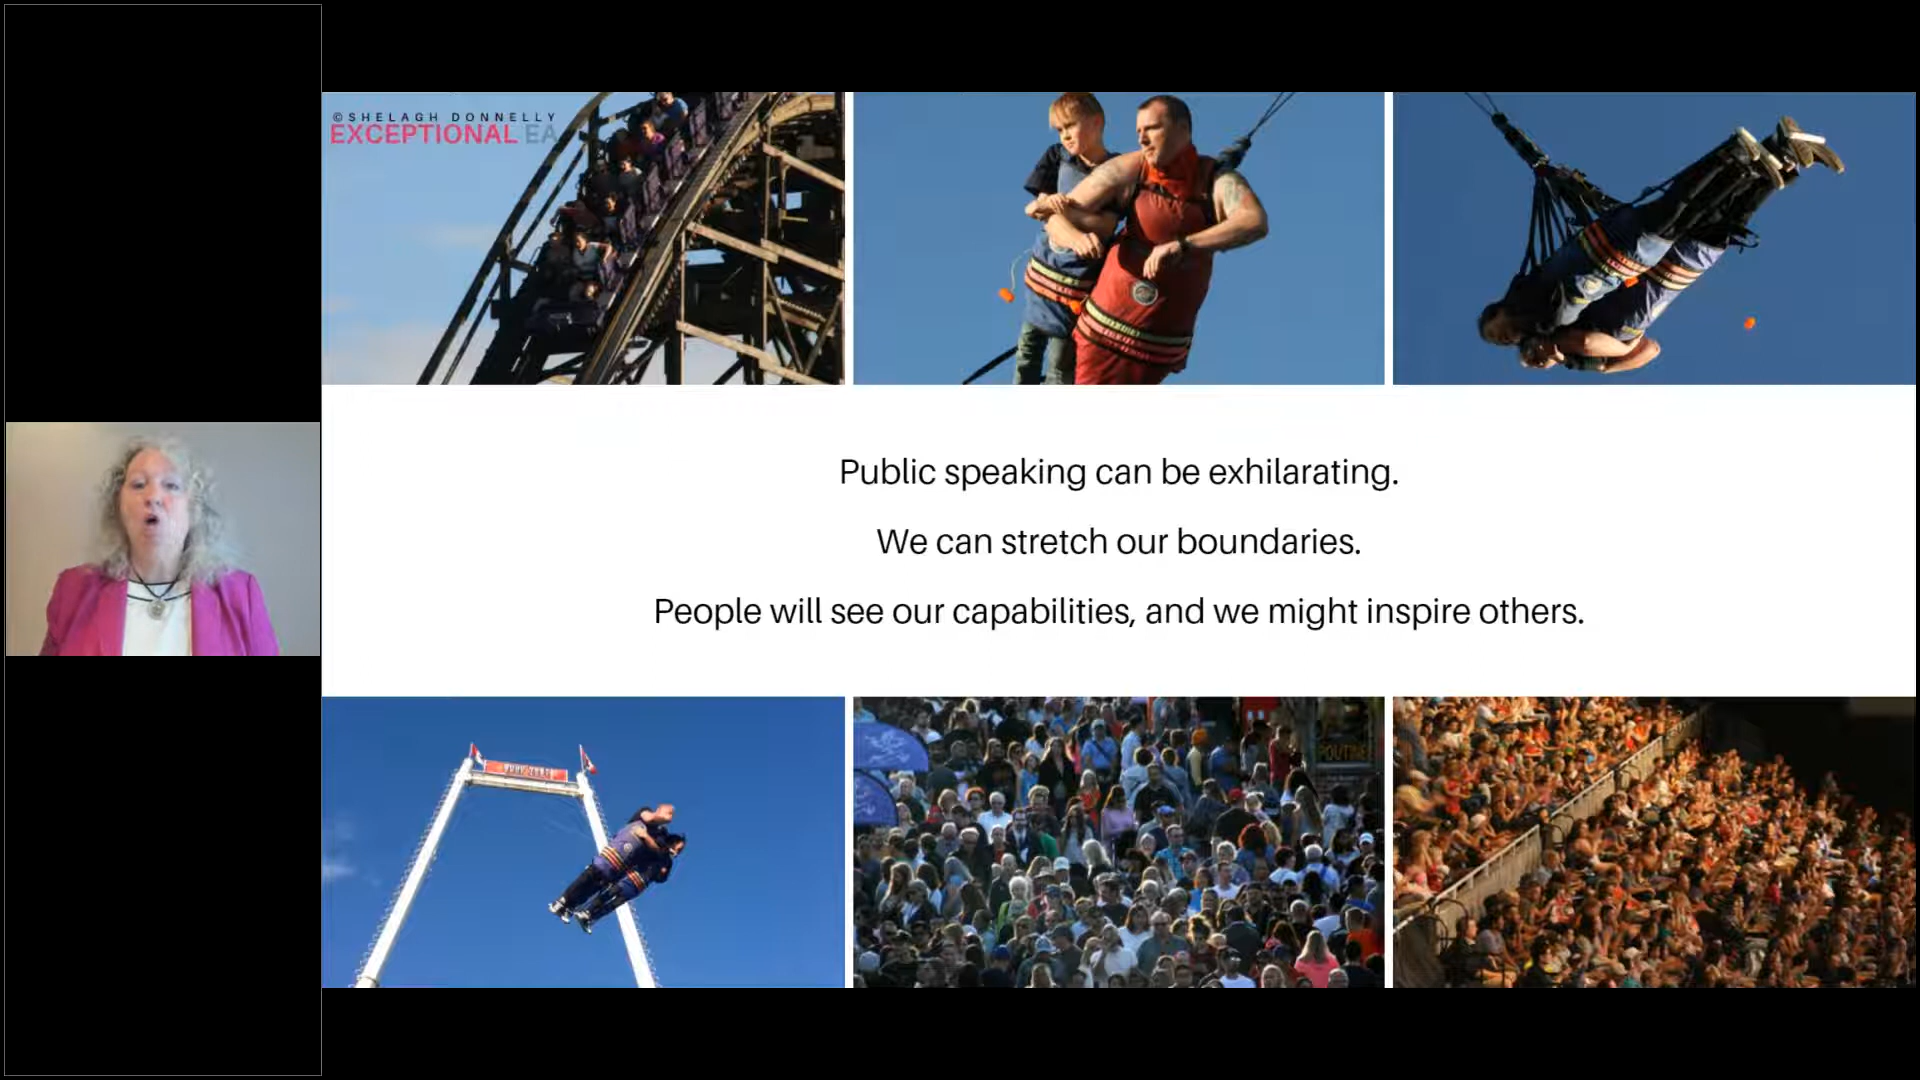 ©SHELAGH DONNELLY
EXCEPTIONAL EA
Public speaking can be exhilarating.
We can stretch our boundaries.
People will see our capabilities, and we might inspire others.
POUTINE